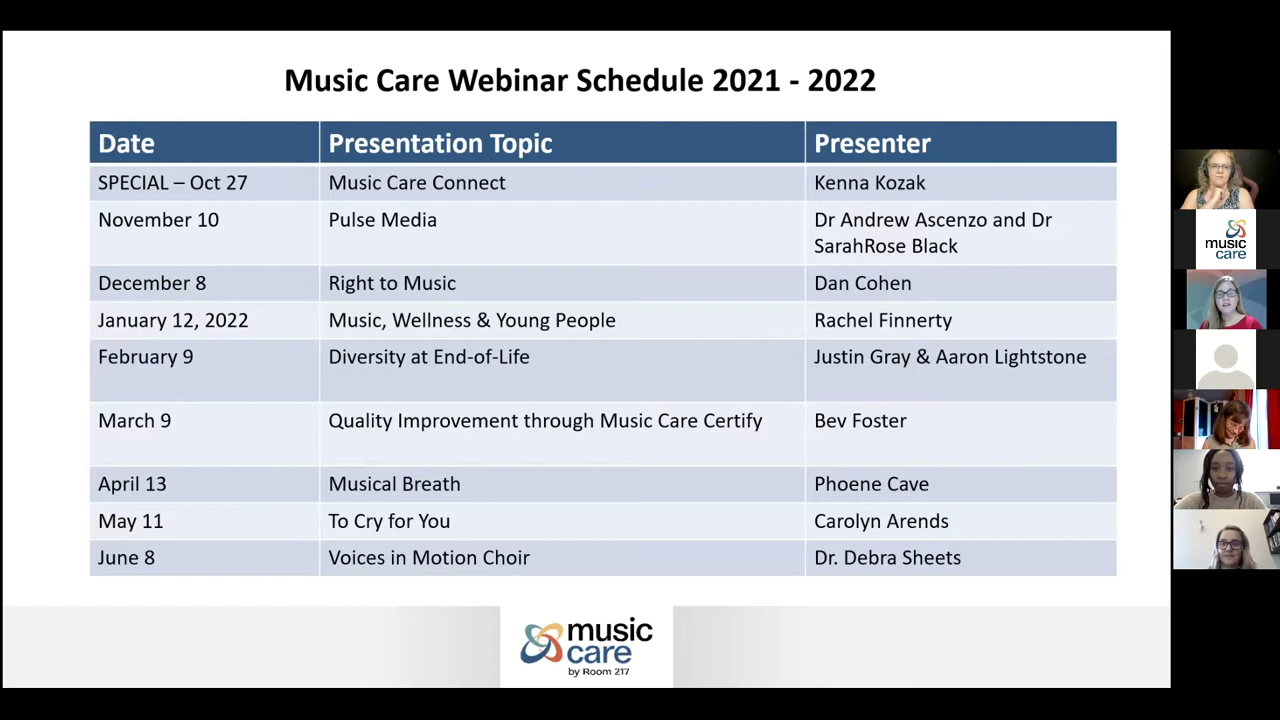 Music Care Webinar Schedule 2021 - 2022
Date Presentation Topic Presenter
SPECIAL – Oct 27 Music Care Connect Kenna Kozak
November 10 Pulse Media Dr Andrew Ascenzo and Dr
SarahRose Black
December 8 Right to Music Dan Cohen
January 12, 2022 Music, Wellness & Young People Rachel Finnerty
February 9 Diversity at End-of-Life Justin Gray & Aaron Lightstone
March 9 Quality Improvement through Music Care Certify Bev Foster
April 13 Musical Breath Phoene Cave
May 11 To Cry for You Carolyn Arends
June 8 Voices in Motion Choir Dr. Debra Sheets
music
care
by Room 217
music
care